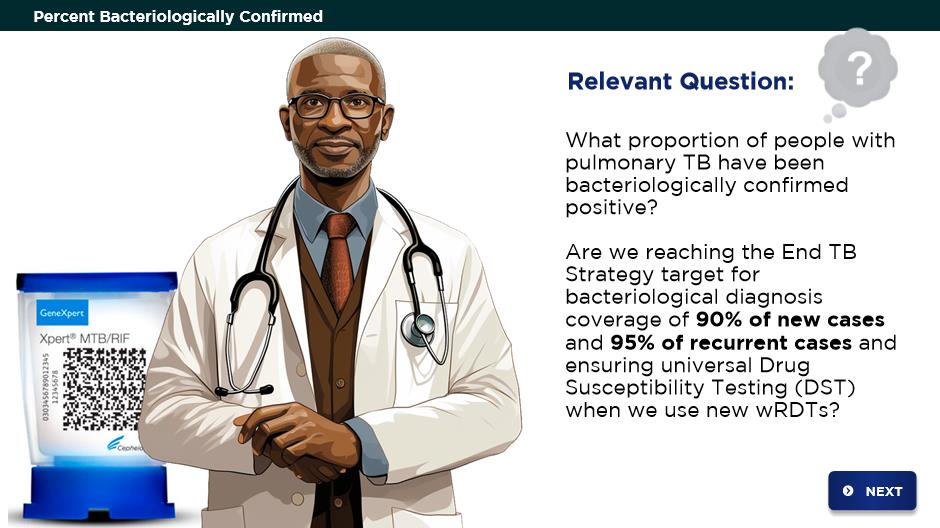 Percent Bacteriologically Confirmed
?
Relevant Question:
What proportion of people with
pulmonary TB have been
bacteriologically confirmed
positive?
Are we reaching the End TB
Strategy target for
bacteriological diagnosis
coverage of 90% of new cases
and 95% of recurrent cases and
ensuring universal Drug
Susceptibility Testing (DST)
when we use new wRDTs?
GeneXpert
Xpert® MTB/RIF
0303456789012345
12345678
Cepheid
NEXT